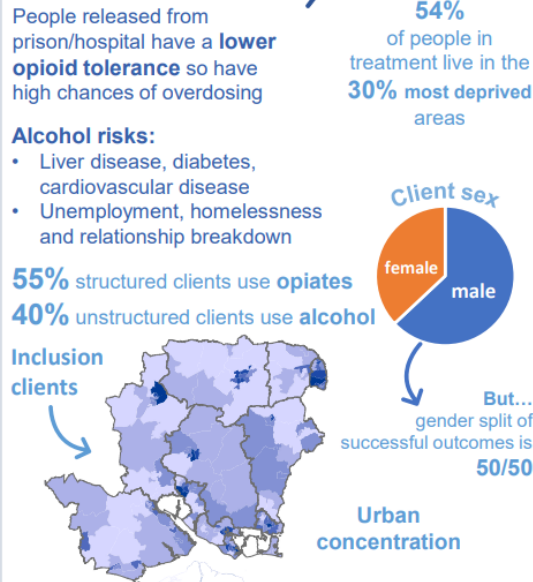 People released from
prison/hospital have a lower
opioid tolerance so have
high chances of overdosing
54%
of people in
treatment live in the
30% most deprived
areas
Alcohol risks:
• Liver disease, diabetes,
cardiovascular disease
• Unemployment, homelessness
and relationship breakdown
Client sex
female
male
55% structured clients use opiates
40% unstructured clients use alcohol
Inclusion
clients
But...
gender split of
successful outcomes is
50/50
Urban
concentration